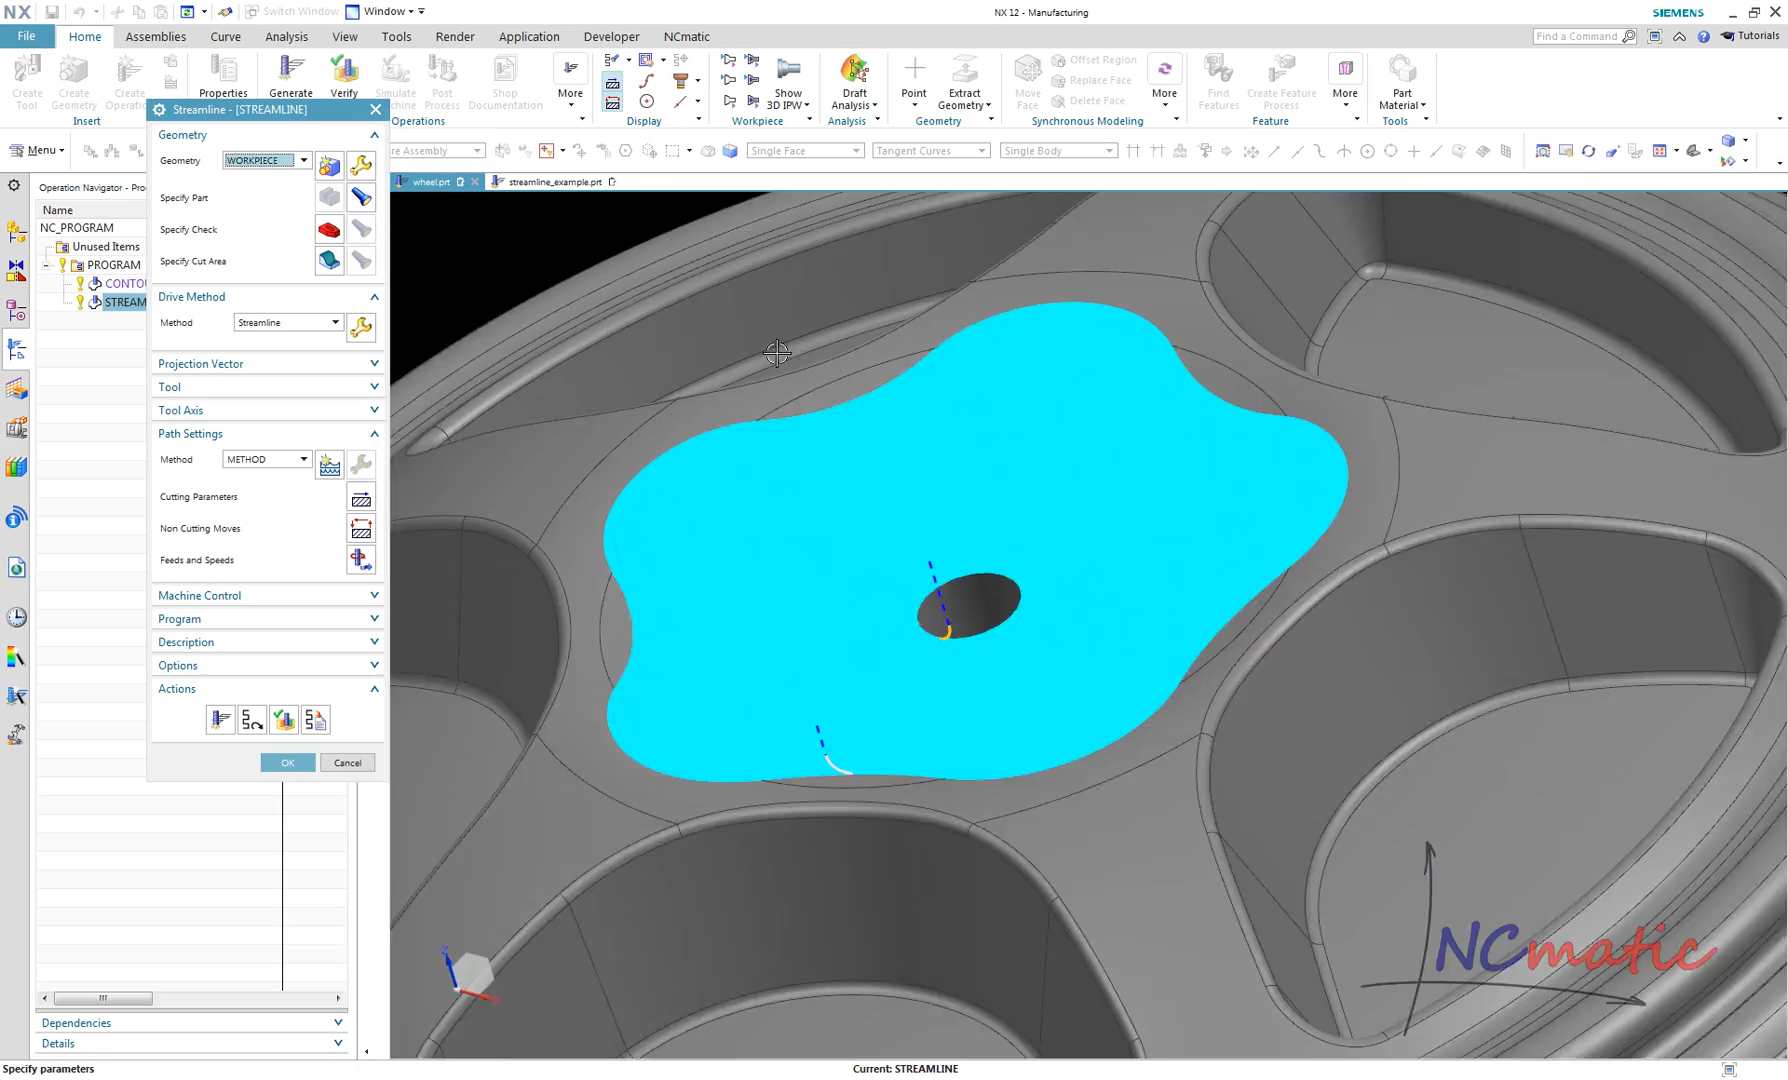 NX
Switch Window
Window
NX 12 - Manufacturing
SIEMENS
File
Home
Assemblies
Curve
Analysis
View
Tools
Render
Application
Developer
NCmatic
Find a Command
Tutorials
Create Tool
Create Geometry
Create
Properties
Generate
Verify
Simulate
Post Process
Shop Documentation
More
Show 3D IPW
Draft Analysis
Point
Extract Geometry
Move Face
Offset Region
Replace Face
Delete Face
More
Find Features
Create Feature Process
More
Part Material
Insert
Operations
Display
Workpiece
Analysis
Geometry
Synchronous Modeling
Feature
Tools
Menu
Assembly
Single Face
Tangent Curves
Single Body
wheel.prt
streamline_example.prt
Operation Navigator - Pro
Name
NC_PROGRAM
Unused Items
PROGRAM
CONTO
STREAM
Streamline - [STREAMLINE]
Geometry
Geometry
WORKPIECE
Specify Part
Specify Check
Specify Cut Area
Drive Method
Method
Streamline
Projection Vector
Tool
Tool Axis
Path Settings
Method
METHOD
Cutting Parameters
Non Cutting Moves
Feeds and Speeds
Machine Control
Program
Description
Options
Actions
OK
Cancel
NCmatic
Dependencies
Details
Specify parameters
Current: STREAMLINE